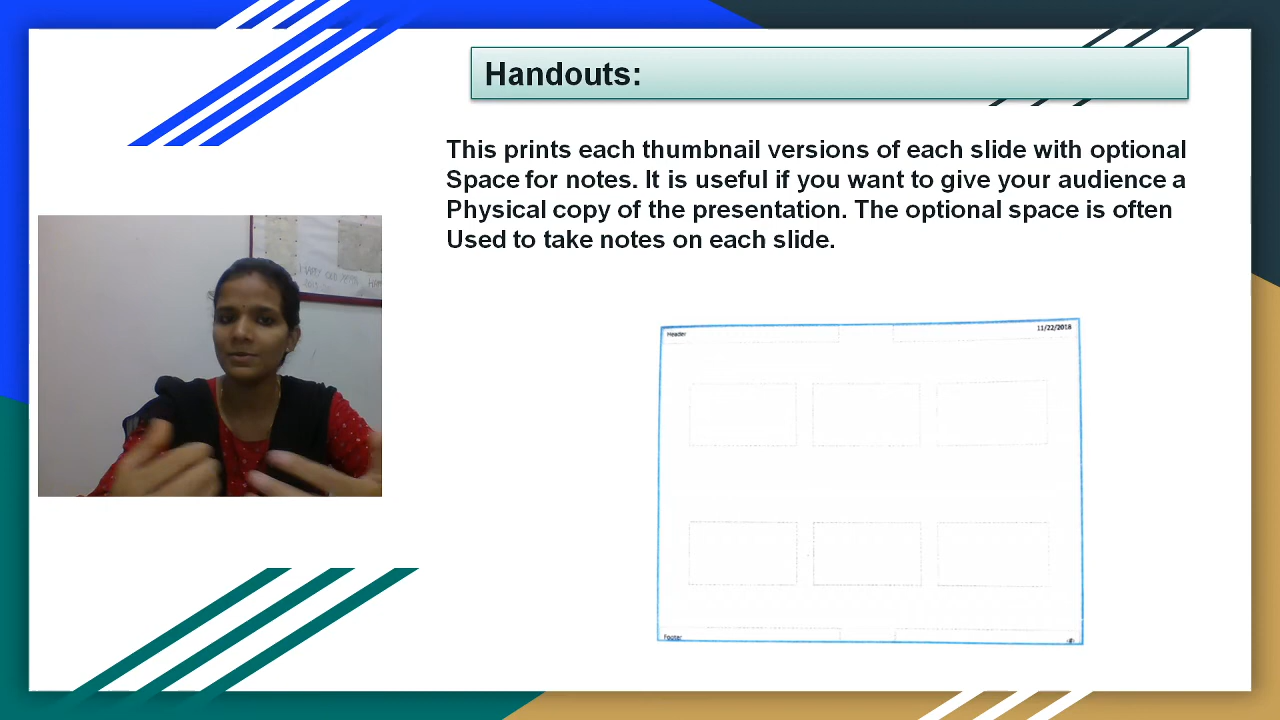 Handouts:
This prints each thumbnail versions of each slide with optional
Space for notes. It is useful if you want to give your audience a
Physical copy of the presentation. The optional space is often
Used to take notes on each slide.
HAPPY
Header
11/22/2018
Footer